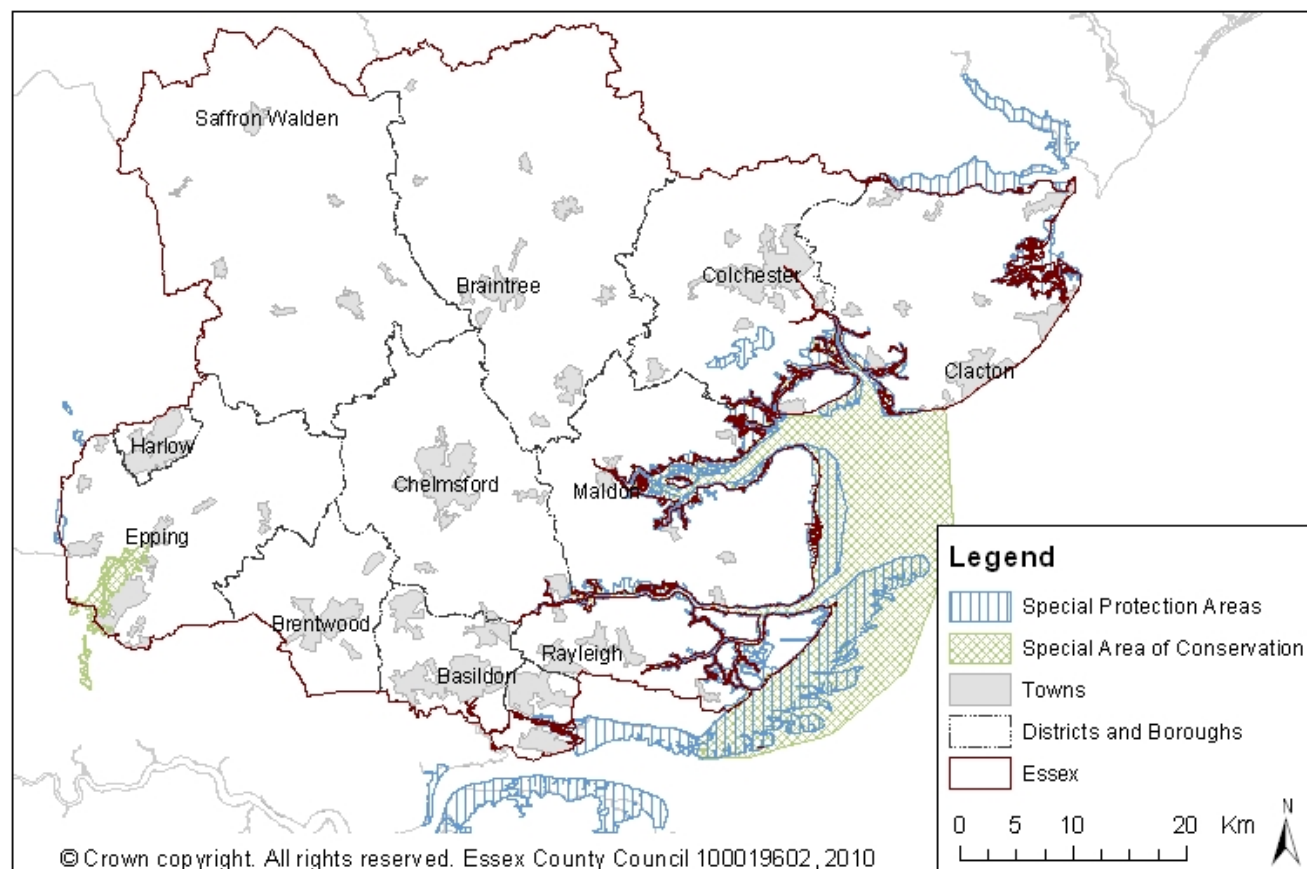 Saffron Walden
Braintree
Colchester
Clacton
Harlow
Chelmsford
Maldon
Epping
Brentwood
Rayleigh
Basildon
Legend
Special Protection Areas
Special Area of Conservation
Towns
Districts and Boroughs
Essex
0 5 10 20 Km
N
© Crown copyright. All rights reserved. Essex County Council 100019602, 2010